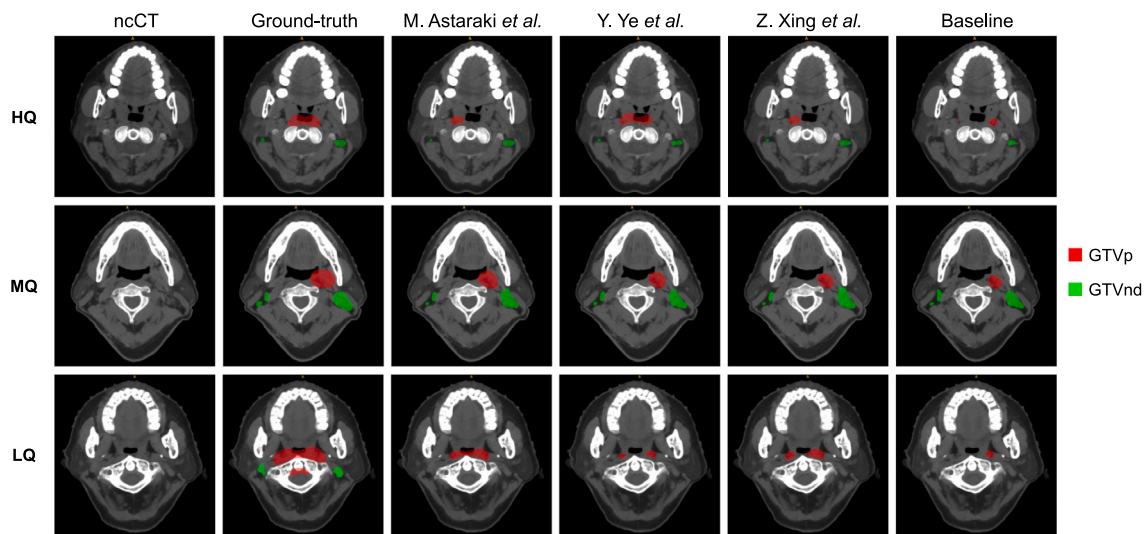 ncCT Ground-truth M. Astaraki et al. Y. Ye et al. Z. Xing et al. Baseline
HQ
MQ
GTVp
GTVnd
LQ